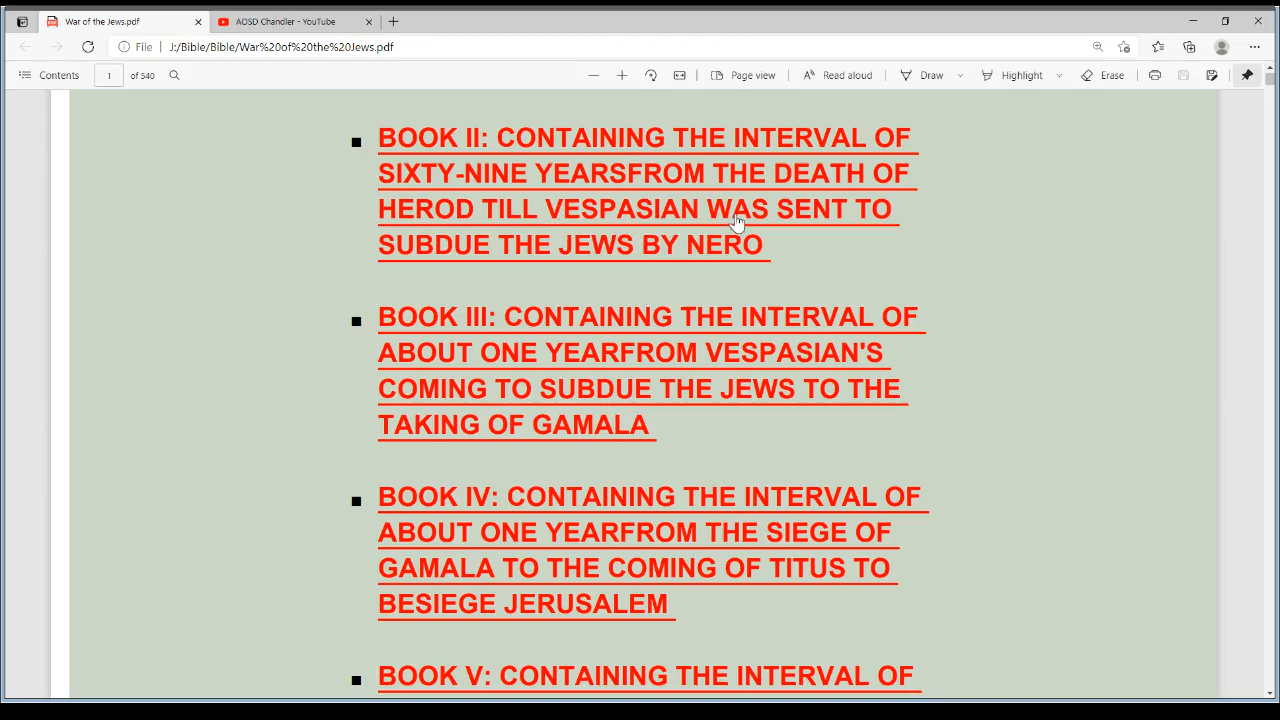 War of the Jews.pdf
AOSD Chandler - YouTube
File J:/Bible/Bible/War%20of%20the%20Jews.pdf
Contents 1 of 540 Page view Read aloud Draw Highlight Erase
BOOK II: CONTAINING THE INTERVAL OF
SIXTY-NINE YEARSFROM THE DEATH OF
HEROD TILL VESPASIAN WAS SENT TO
SUBDUE THE JEWS BY NERO
BOOK III: CONTAINING THE INTERVAL OF
ABOUT ONE YEARFROM VESPASIAN'S
COMING TO SUBDUE THE JEWS TO THE
TAKING OF GAMALA
BOOK IV: CONTAINING THE INTERVAL OF
ABOUT ONE YEARFROM THE SIEGE OF
GAMALA TO THE COMING OF TITUS TO
BESIEGE JERUSALEM
BOOK V: CONTAINING THE INTERVAL OF